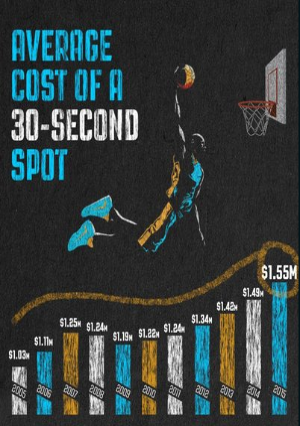 AVERAGE
COST OF A
30-SECOND
SPOT
$1.03M
$1.11M
$1.25M
$1.24M
$1.19M
$1.22M
$1.24M
$1.34M
$1.42M
$1.49M
$1.55M
2005
2006
2007
2008
2009
2010
2011
2012
2013
2014
2015